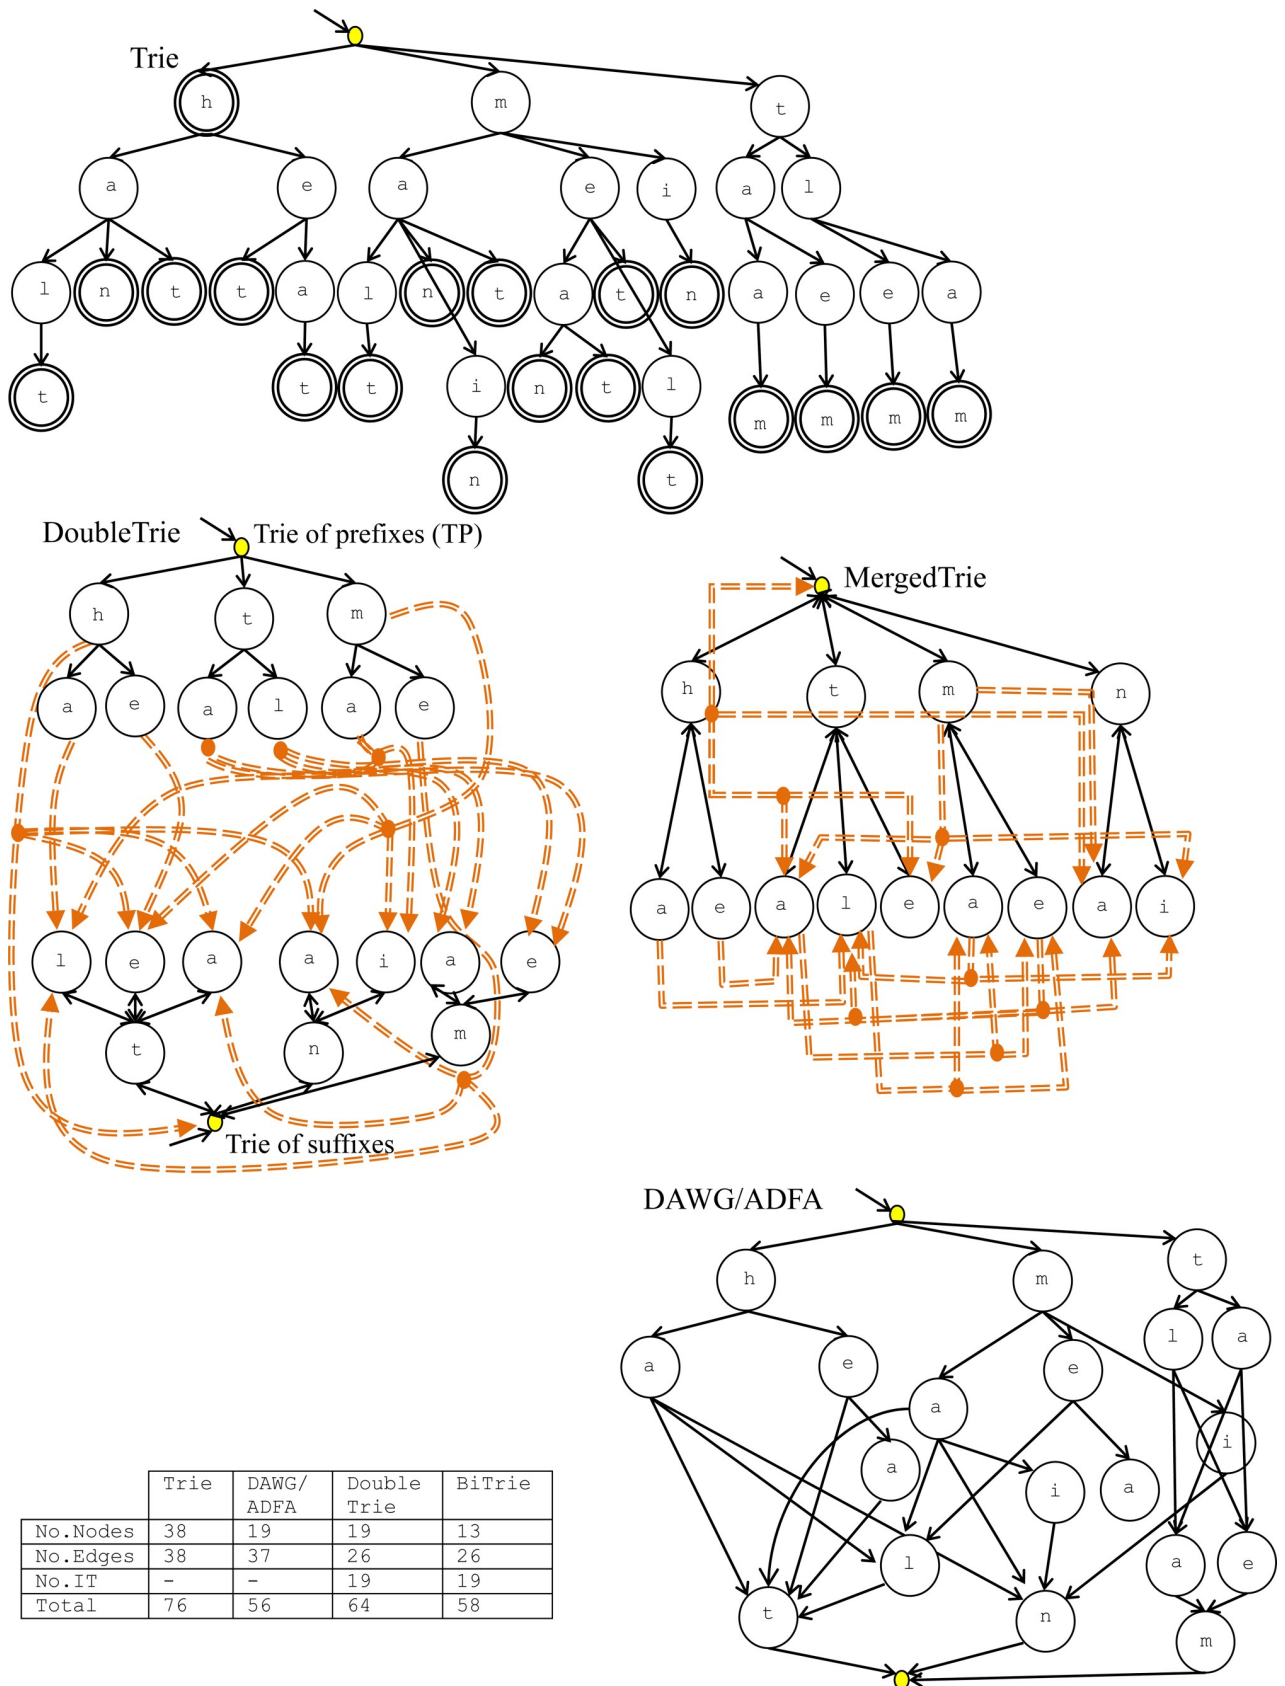 Trie
h m t
a e a e i a l
l n t t a l n t a t n a e e a
t t t i n t l m m m m
n t
DoubleTrie Trie of prefixes (TP)
h t m
a e a l a e
l e a a i a e
t n m
Trie of suffixes
MergedTrie
h t m n
a e a l e a e a i
DAWG/ADFA
h m t
l a
a e e
a
i
a i a
l a e
t n m
Trie DAWG/ADFA Double Trie BiTrie
No.Nodes 38 19 19 13
No.Edges 38 37 26 26
No.IT - - 19 19
Total 76 56 64 58